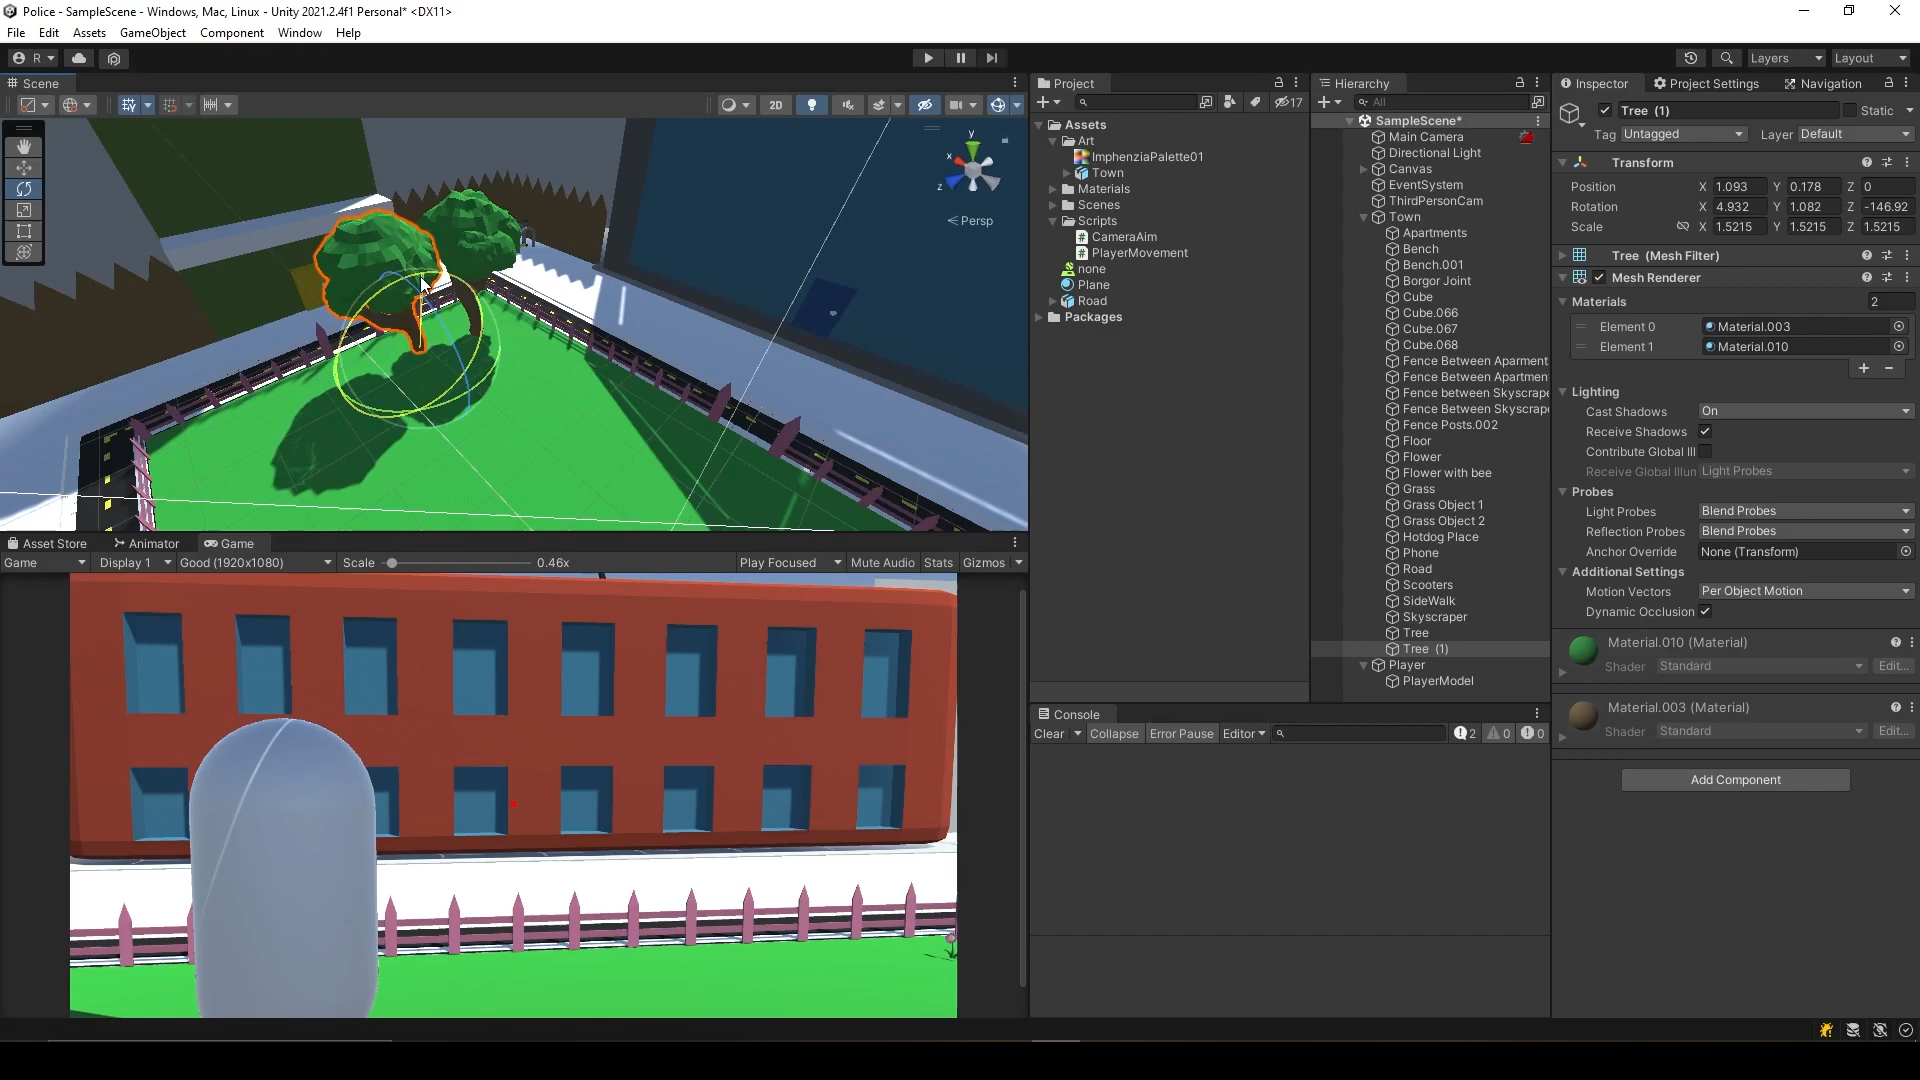 Police - SampleScene - Windows, Mac, Linux - Unity 2021.2.4f1 Personal* <DX11>
File Edit Assets GameObject Component Window Help
R Layers Layout
Scene
2D
y
x
z
Persp
Asset Store Animator Game
Game Display 1 Good (1920x1080) Scale 0.46x Play Focused Mute Audio Stats Gizmos
Project
17
Assets
Art
ImphenziaPalette01
Town
Materials
Scenes
Scripts
CameraAim
PlayerMovement
none
Plane
Road
Packages
Hierarchy
All
SampleScene*
Main Camera
Directional Light
Canvas
EventSystem
ThirdPersonCam
Town
Apartments
Bench
Bench.001
Borgor Joint
Cube
Cube.066
Cube.067
Cube.068
Fence Between Aparment
Fence Between Apartmen
Fence between Skyscrape
Fence Between Skyscrape
Fence Posts.002
Floor
Flower
Flower with bee
Grass
Grass Object 1
Grass Object 2
Hotdog Place
Phone
Road
Scooters
SideWalk
Skyscraper
Tree
Tree (1)
Player
PlayerModel
Console
Clear Collapse Error Pause Editor 2 0 0
Inspector Project Settings Navigation
Tree (1) Static
Tag Untagged Layer Default
Transform
Position X 1.093 Y 0.178 Z 0
Rotation X 4.932 Y 1.082 Z -146.92
Scale X 1.5215 Y 1.5215 Z 1.5215
Tree (Mesh Filter)
Mesh Renderer
Materials 2
Element 0 Material.003
Element 1 Material.010
+ -
Lighting
Cast Shadows On
Receive Shadows
Contribute Global Ill
Receive Global Illun Light Probes
Probes
Light Probes Blend Probes
Reflection Probes Blend Probes
Anchor Override None (Transform)
Additional Settings
Motion Vectors Per Object Motion
Dynamic Occlusion
Material.010 (Material)
Shader Standard Edit...
Material.003 (Material)
Shader Standard Edit...
Add Component